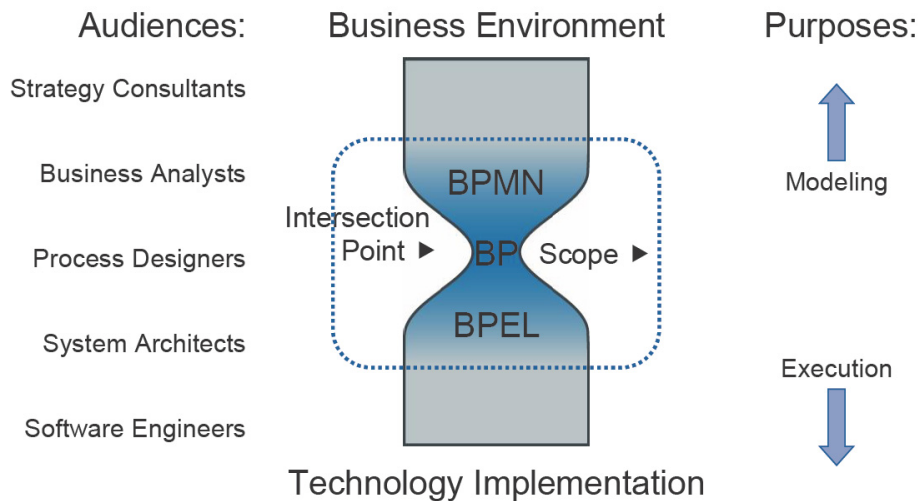 Audiences: Business Environment Purposes:
Strategy Consultants
Business Analysts
BPMN
Modeling
Intersection
Point ►
BP
Scope ►
Process Designers
BPEL
System Architects
Execution
Software Engineers
Technology Implementation